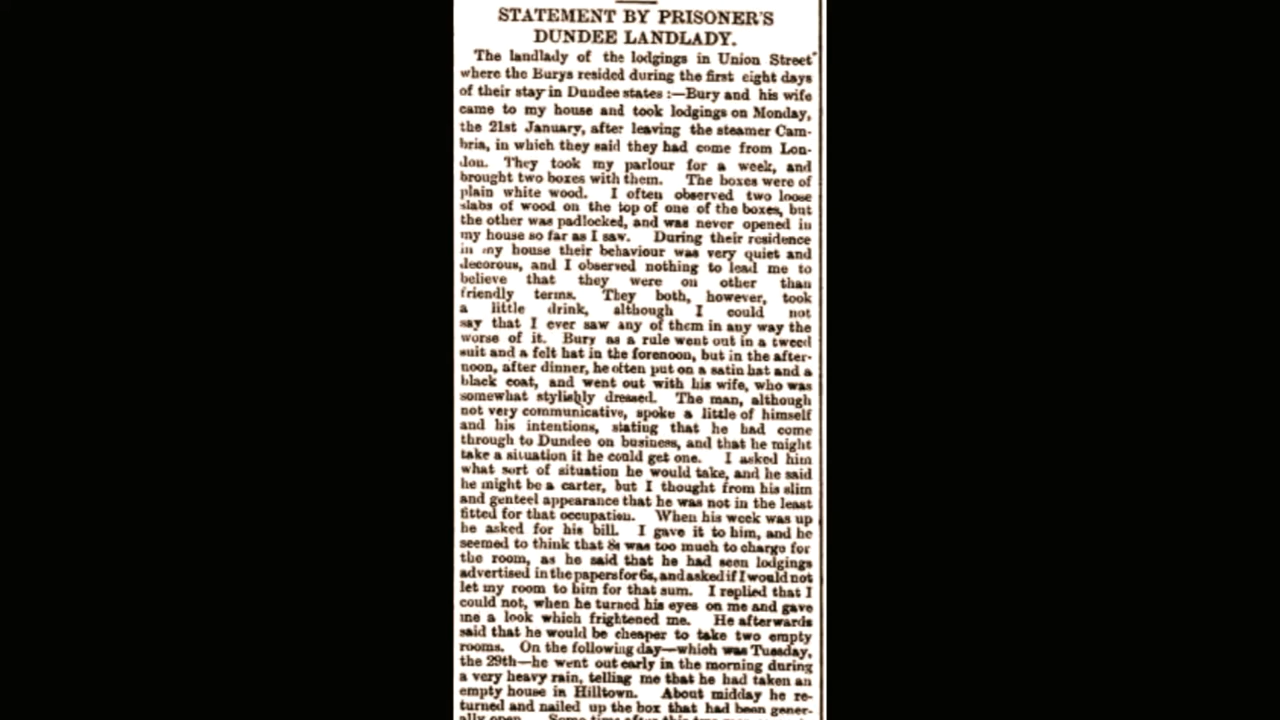 STATEMENT BY PRISONER'S
DUNDEE LANDLADY.
The landlady of the lodgings in Union Street
where the Burys resided during the first eight days
of their stay in Dundee states :—Bury and his wife
came to my house and took lodgings on Monday,
the 21st January, after leaving the steamer Cam-
bria, in which they said they had come from Lon-
don. They took my parlour for a week, and
brought two boxes with them. The boxes were of
plain white wood. I often observed two loose
slabs of wood on the top of one of the boxes, but
the other was padlocked, and was never opened in
my house so far as I saw. During their residence
in my house their behaviour was very quiet and
decorous, and I observed nothing to lead me to
believe that they were on other than
friendly terms. They both, however, took
a little drink, although I could not
say that I ever saw any of them in any way the
worse of it. Bury as a rule went out in a tweed
suit and a felt hat in the forenoon, but in the after-
noon, after dinner, he often put on a satin hat and a
black coat, and went out with his wife, who was
somewhat stylishly dressed. The man, although
not very communicative, spoke a little of himself
and his intentions, stating that he had come
through to Dundee on business, and that he might
take a situation it he could get one. I asked him
what sort of situation he would take, and he said
he might be a carter, but I thought from his slim
and genteel appearance that he was not in the least
fitted for that occupation. When his week was up
he asked for his bill. I gave it to him, and he
seemed to think that 8s was too much to charge for
the room, as he said that he had seen lodgings
advertised in the papers for 6s, and asked if I would not
let my room to him for that sum. I replied that I
could not, when he turned his eyes on me and gave
me a look which frightened me. He afterwards
said that he would be cheaper to take two empty
rooms. On the following day—which was Tuesday,
the 29th—he went out early in the morning during
a very heavy rain, telling me that he had taken an
empty house in Hilltown. About midday he re-
turned and nailed up the box that had been gener-
ally open. Some time after this two